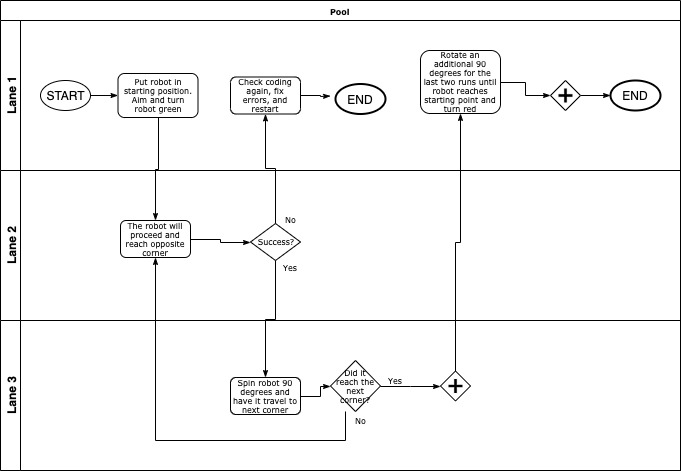 Pool
Lane 1
START
Put robot in
starting position.
Aim and turn
robot green
Check coding
again, fix
errors, and
restart
END
Rotate an
additional 90
degrees for the
last two runs until
robot reaches
starting point and
turn red
END
Lane 2
The robot will
proceed and
reach opposite
corner
No
Success?
Yes
Lane 3
Spin robot 90
degrees and
have it travel to
next corner
Did it
reach the
next
corner?
Yes
No